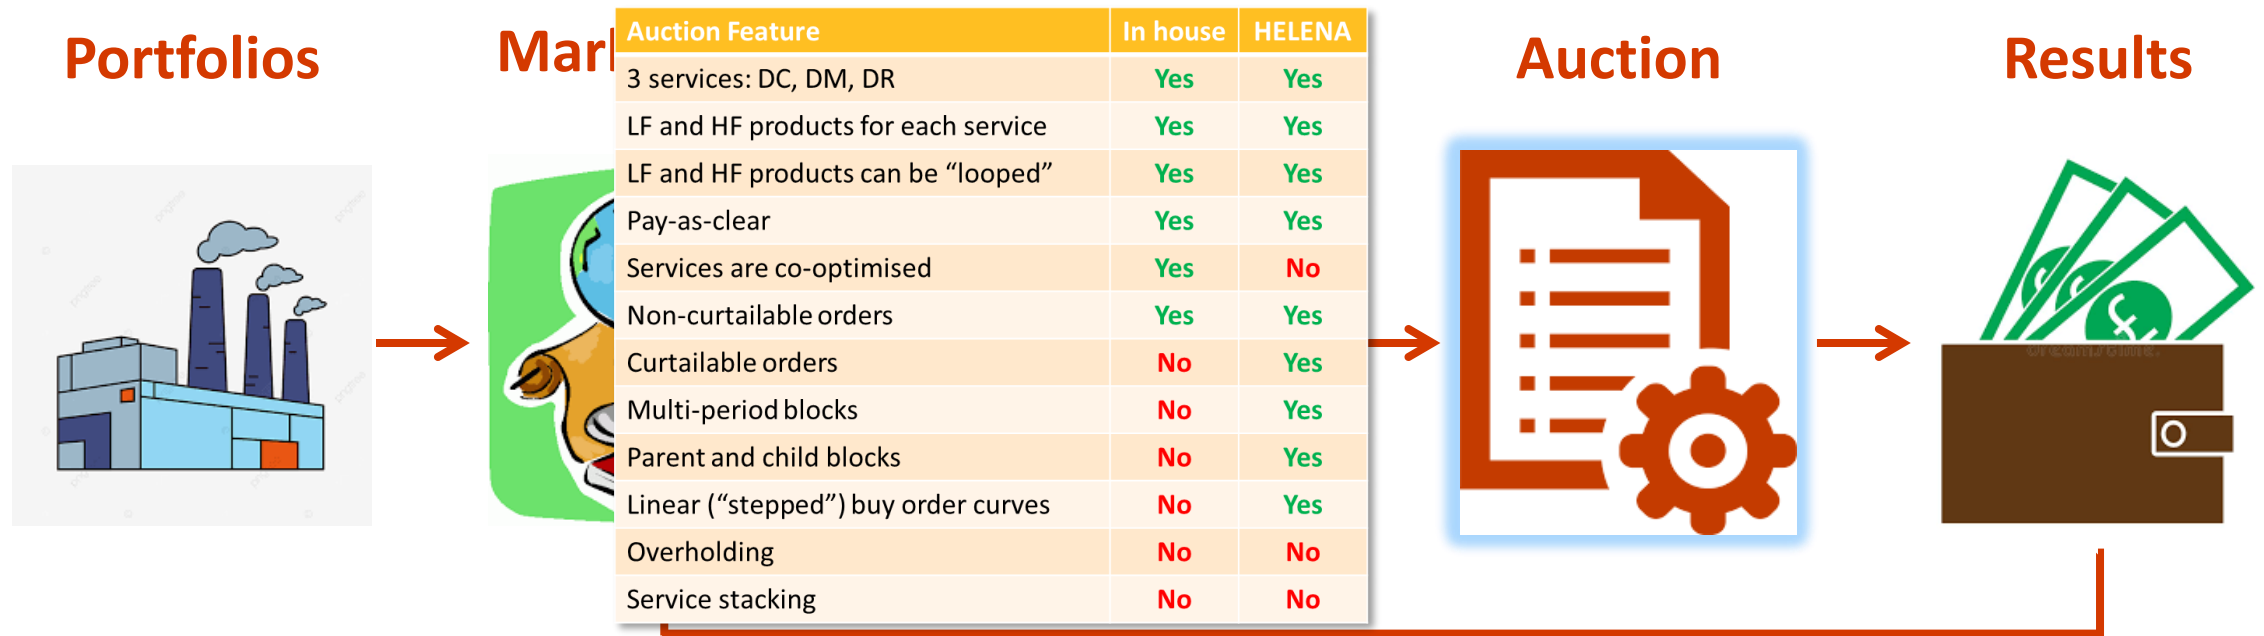 Portfolios
Mar
Auction
Results
Auction Feature In house HELENA
3 services: DC, DM, DR Yes Yes
LF and HF products for each service Yes Yes
LF and HF products can be “looped” Yes Yes
Pay-as-clear Yes Yes
Services are co-optimised Yes No
Non-curtailable orders Yes Yes
Curtailable orders No Yes
Multi-period blocks No Yes
Parent and child blocks No Yes
Linear (“stepped”) buy order curves No Yes
Overholding No No
Service stacking No No
£